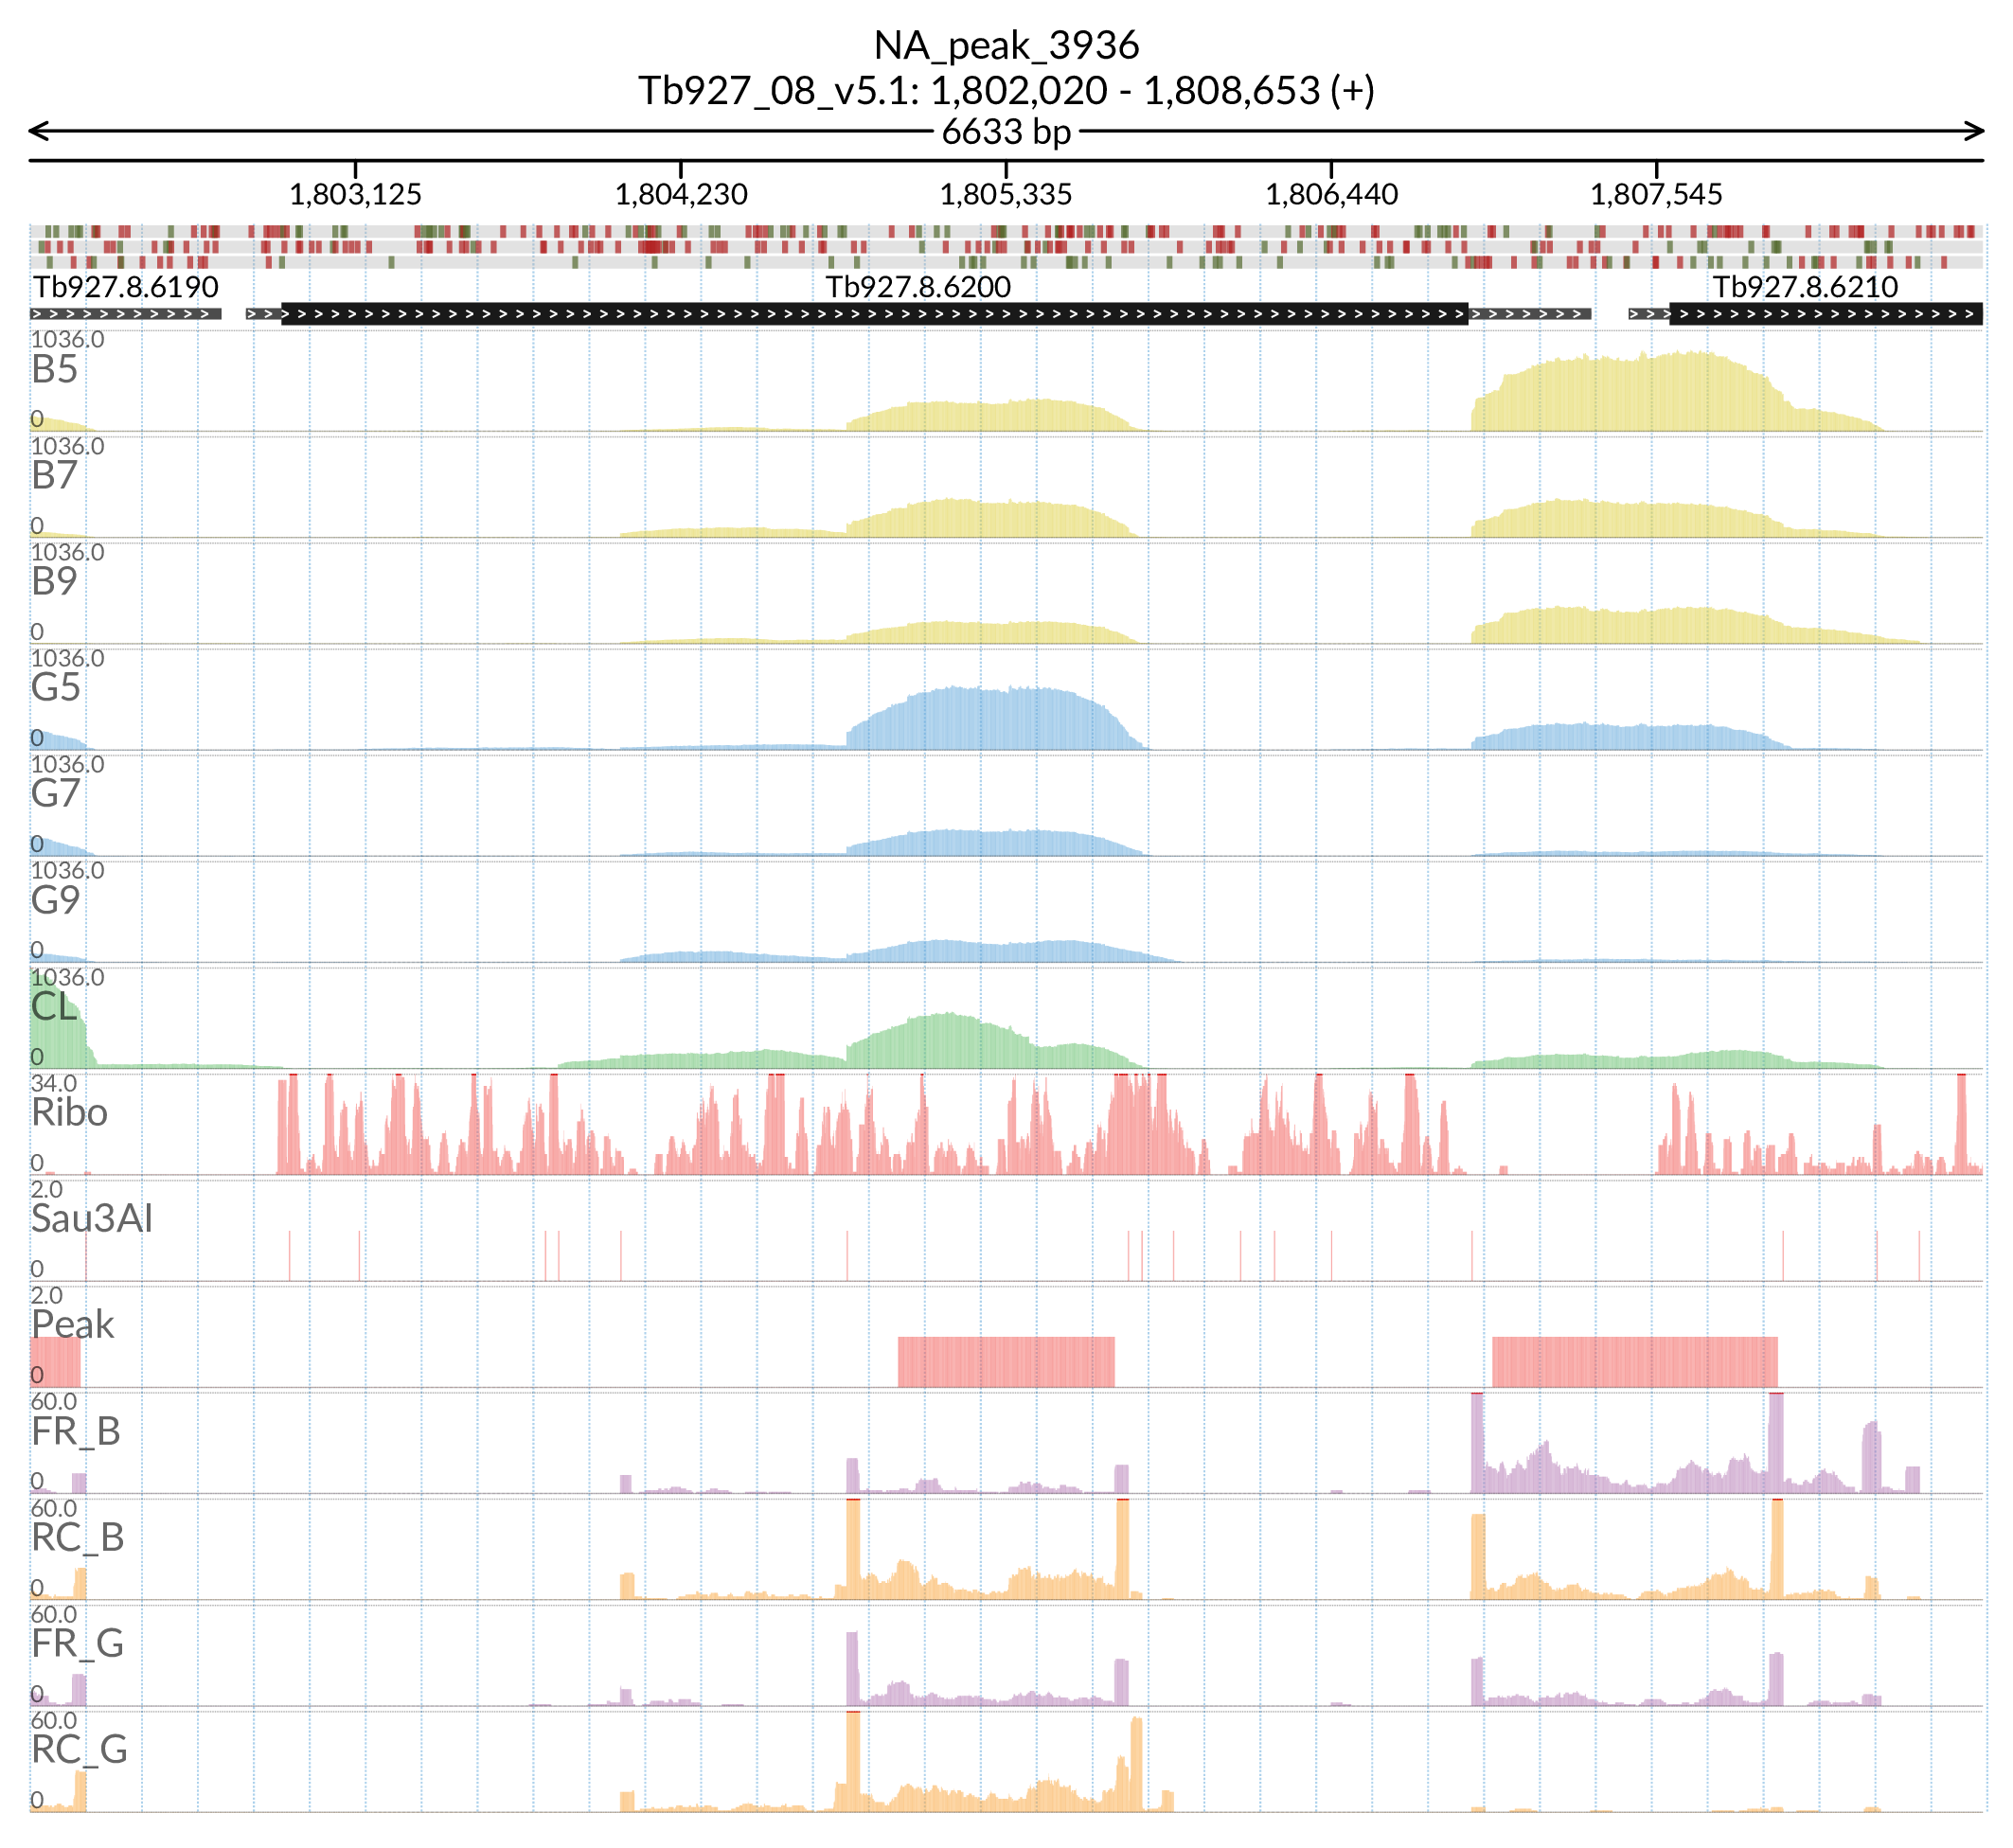 NA_peak_3936
Tb927_08_v5.1: 1,802,020 - 1,808,653 (+)
6633 bp
1,803,125 1,804,230 1,805,335 1,806,440 1,807,545
Tb927.8.6190 Tb927.8.6200 Tb927.8.6210
1036.0
B5
0
1036.0
B7
0
1036.0
B9
0
1036.0
G5
0
1036.0
G7
0
1036.0
G9
0
1036.0
CL
0
34.0
Ribo
0
2.0
Sau3AI
0
2.0
Peak
0
60.0
FR_B
0
60.0
RC_B
0
60.0
FR_G
0
60.0
RC_G
0